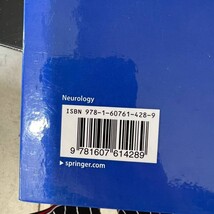 Neurology
ISBN 978-1-60761-428-9
9 781607 614289
› springer.com